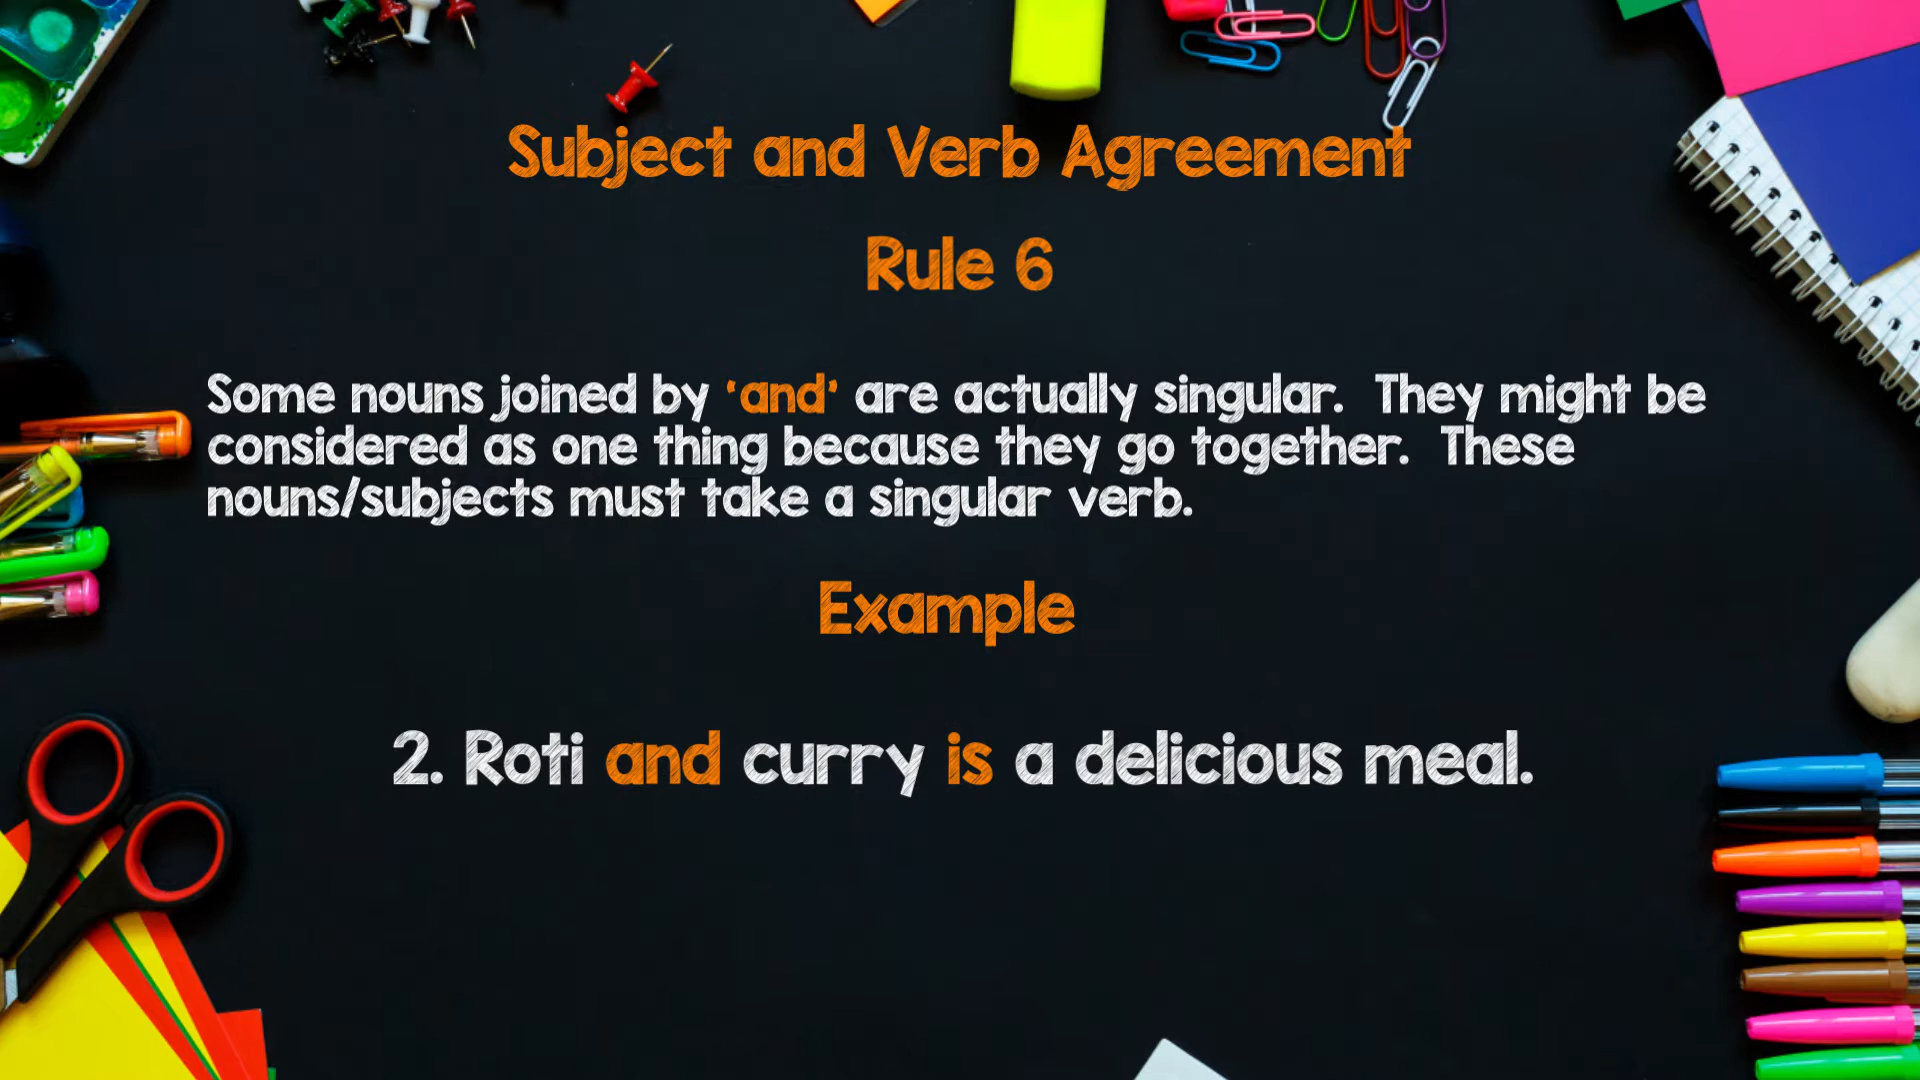 Subject and Verb Agreement
Rule 6
Some nouns joined by ‘and’ are actually singular.  They might be
considered as one thing because they go together.  These
nouns/subjects must take a singular verb.
Example
2. Roti and curry is a delicious meal.